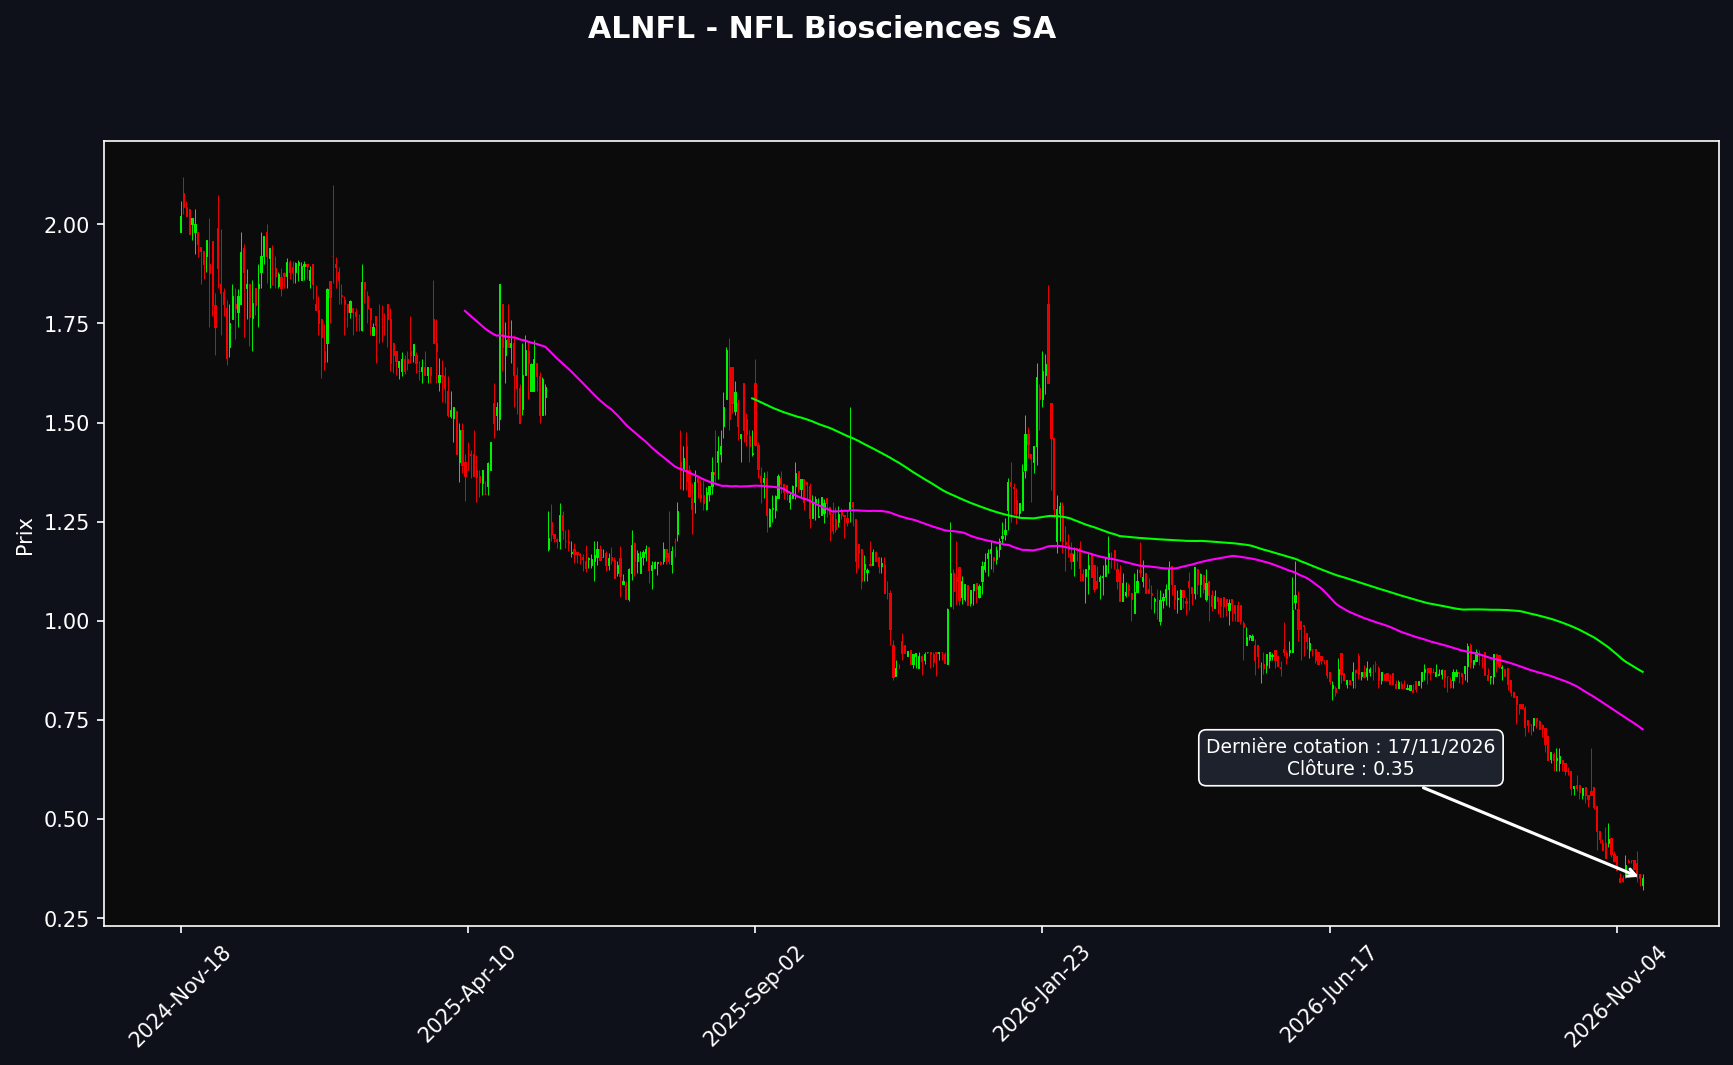 ALNFL - NFL Biosciences SA
Prix
2.00
1.75
1.50
1.25
1.00
0.75
0.50
0.25
Dernière cotation : 17/11/2026
Clôture : 0.35
2024-Nov-18
2025-Apr-10
2025-Sep-02
2026-Jan-23
2026-Jun-17
2026-Nov-04